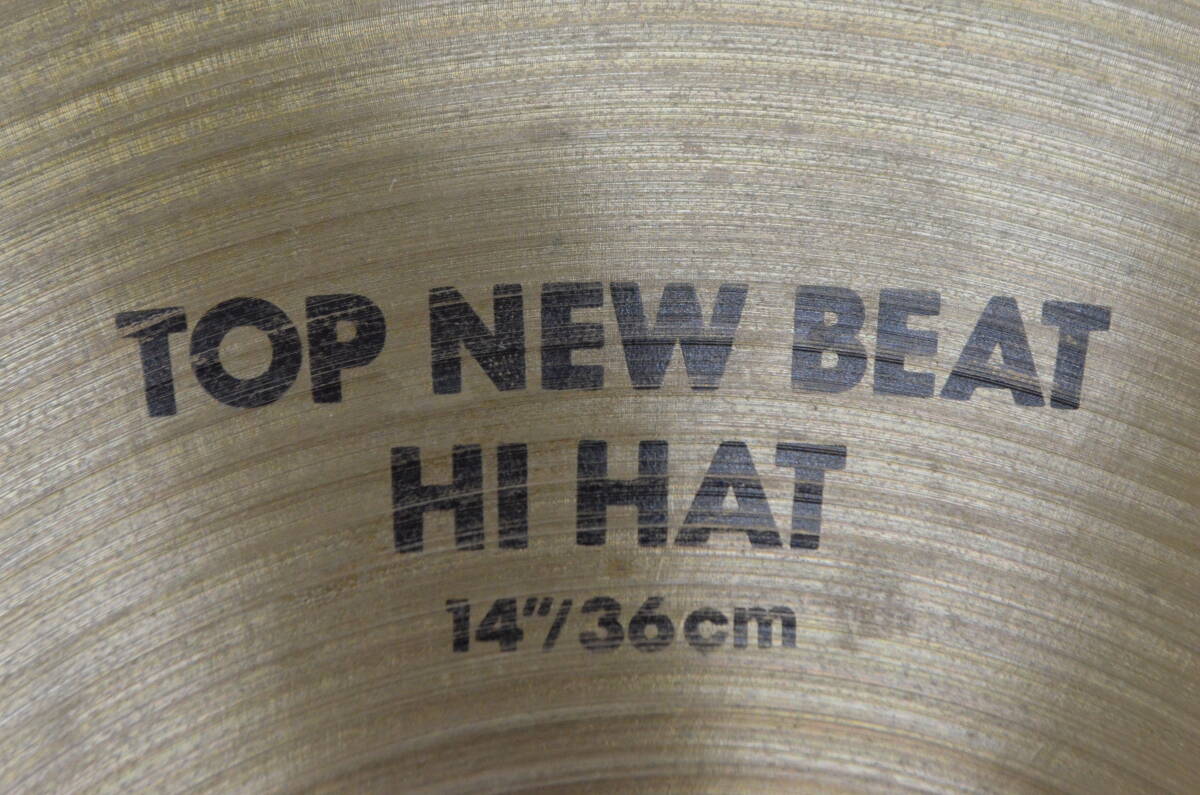 TOP NEW BEAT
HI HAT
14"/36cm